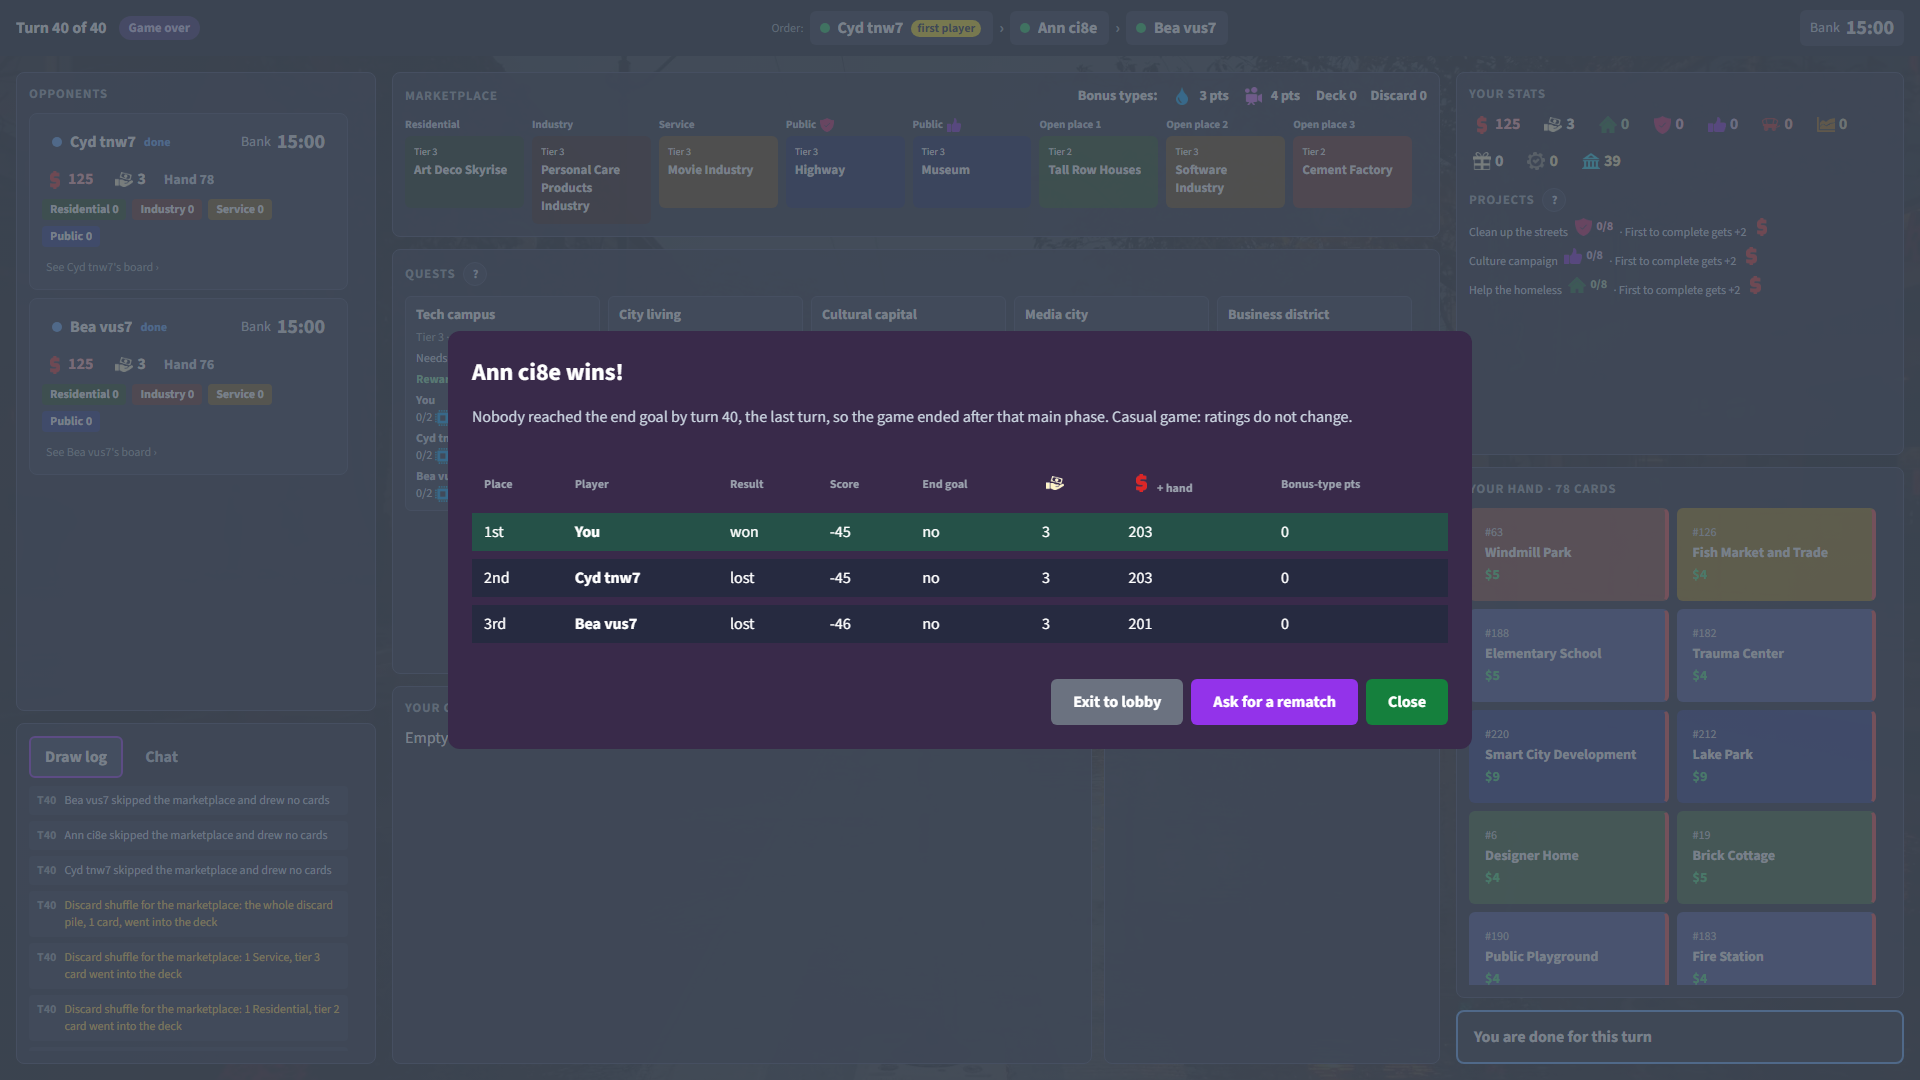 Turn 40 of 40 Game over
Order: Cyd tnw7 first player › Ann ci8e › Bea vus7
Bank 15:00
OPPONENTS
Cyd tnw7 done Bank 15:00
125 3 Hand 78
Residential 0 Industry 0 Service 0
Public 0
See Cyd tnw7's board ›
Bea vus7 done Bank 15:00
125 3 Hand 76
Residential 0 Industry 0 Service 0
Public 0
See Bea vus7's board ›
Draw log Chat
T40 Bea vus7 skipped the marketplace and drew no cards
T40 Ann ci8e skipped the marketplace and drew no cards
T40 Cyd tnw7 skipped the marketplace and drew no cards
T40 Discard shuffle for the marketplace: the whole discard
pile, 1 card, went into the deck
T40 Discard shuffle for the marketplace: 1 Service, tier 3
card went into the deck
T40 Discard shuffle for the marketplace: 1 Residential, tier 2
card went into the deck
MARKETPLACE
Bonus types: 3 pts 4 pts Deck 0 Discard 0
Residential Industry Service Public Public Open place 1 Open place 2 Open place 3
Tier 3
Art Deco Skyrise
Tier 3
Personal Care
Products
Industry
Tier 3
Movie Industry
Tier 3
Highway
Tier 3
Museum
Tier 2
Tall Row Houses
Tier 3
Software
Industry
Tier 2
Cement Factory
QUESTS ?
Tech campus City living Cultural capital Media city Business district
Tier 3
Needs
Rewar
You
0/2
Cyd tn
0/2
Bea vu
0/2
YOUR C
Empty
Ann ci8e wins!
Nobody reached the end goal by turn 40, the last turn, so the game ended after that main phase. Casual game: ratings do not change.
Place Player Result Score End goal + hand Bonus-type pts
1st You won -45 no 3 203 0
2nd Cyd tnw7 lost -45 no 3 203 0
3rd Bea vus7 lost -46 no 3 201 0
Exit to lobby Ask for a rematch Close
YOUR STATS
125 3 0 0 0 0 0
0 0 39
PROJECTS ?
Clean up the streets 0/8 · First to complete gets +2
Culture campaign 0/8 · First to complete gets +2
Help the homeless 0/8 · First to complete gets +2
YOUR HAND · 78 CARDS
#63
Windmill Park
$5
#126
Fish Market and Trade
$4
#188
Elementary School
$5
#182
Trauma Center
$4
#220
Smart City Development
$9
#212
Lake Park
$9
#6
Designer Home
$4
#19
Brick Cottage
$5
#190
Public Playground
$4
#183
Fire Station
$4
You are done for this turn